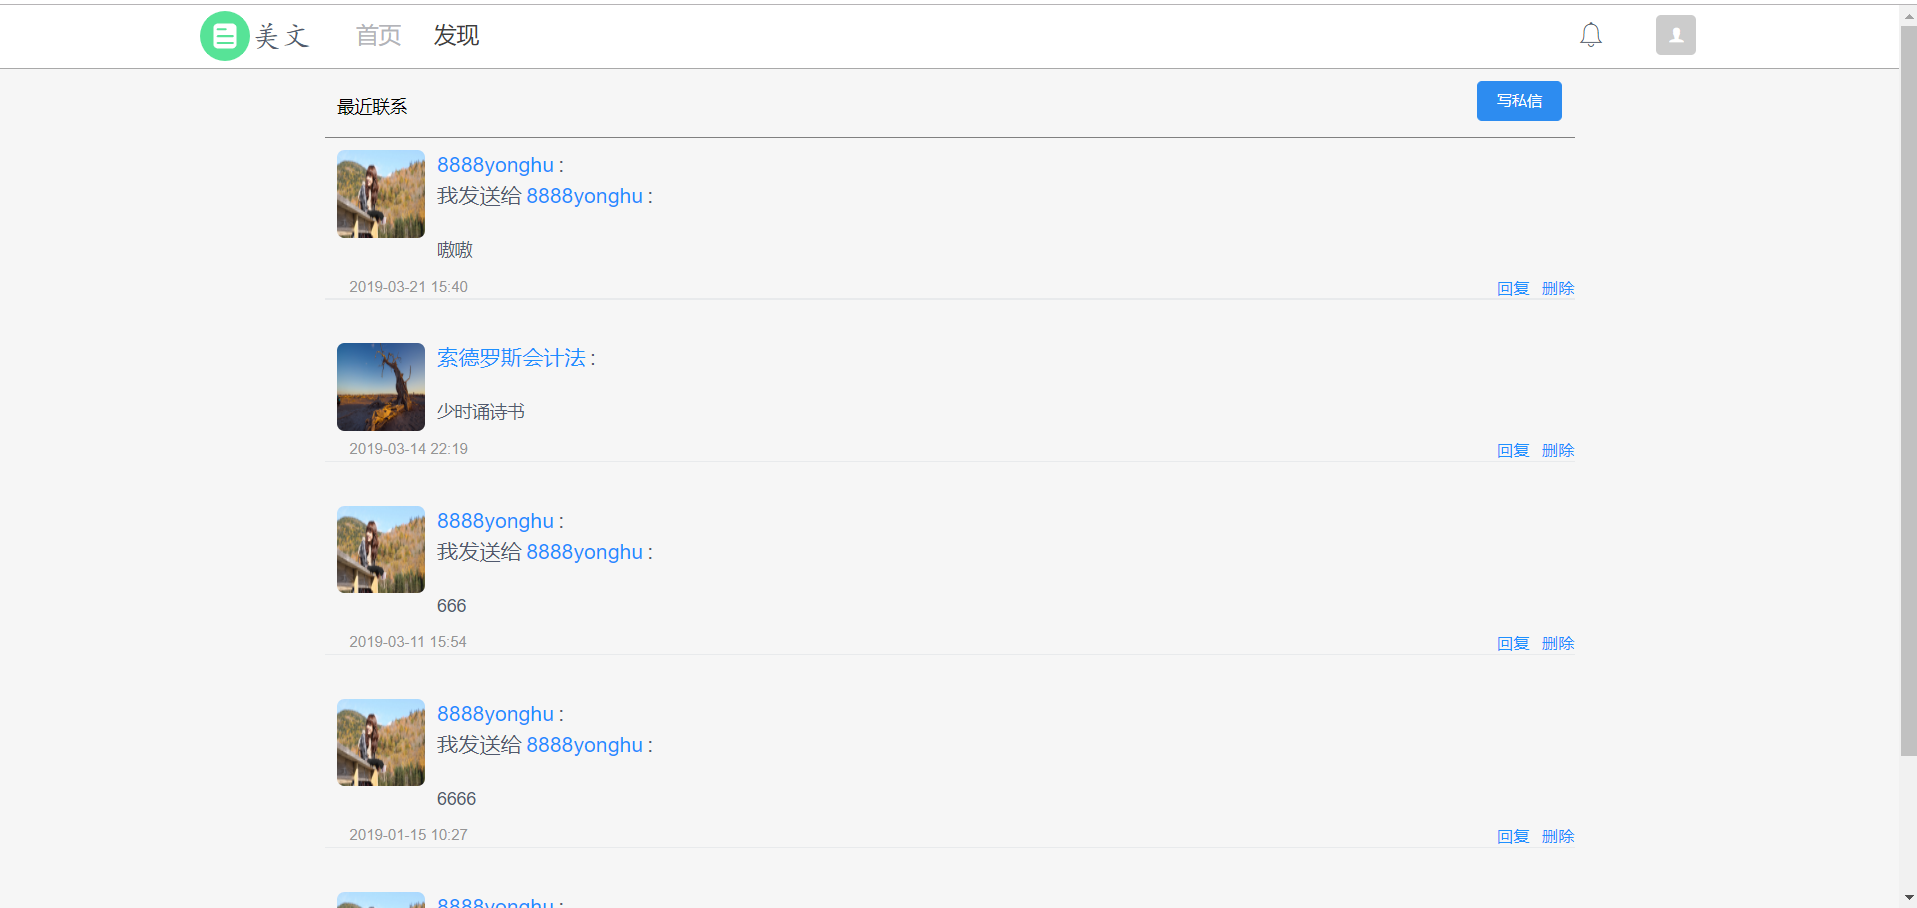 美文 首页 发现
最近联系 写私信
8888yonghu :
我发送给 8888yonghu :
嗷嗷
2019-03-21 15:40 回复 删除
索德罗斯会计法 :
少时诵诗书
2019-03-14 22:19 回复 删除
8888yonghu :
我发送给 8888yonghu :
666
2019-03-11 15:54 回复 删除
8888yonghu :
我发送给 8888yonghu :
6666
2019-01-15 10:27 回复 删除
8888yonghu :